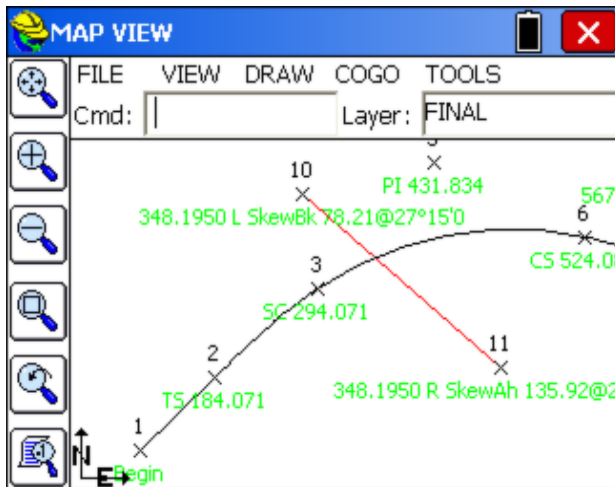 MAP VIEW
FILE VIEW DRAW COGO TOOLS
Cmd: Layer: FINAL
10
PI 431.834
567
348.1950 L SkewBk 78.21@27°15'0
6
CS 524.0
3
SC 294.071
11
2
348.1950 R SkewAh 135.92@2
TS 184.071
1
N
E
Begin